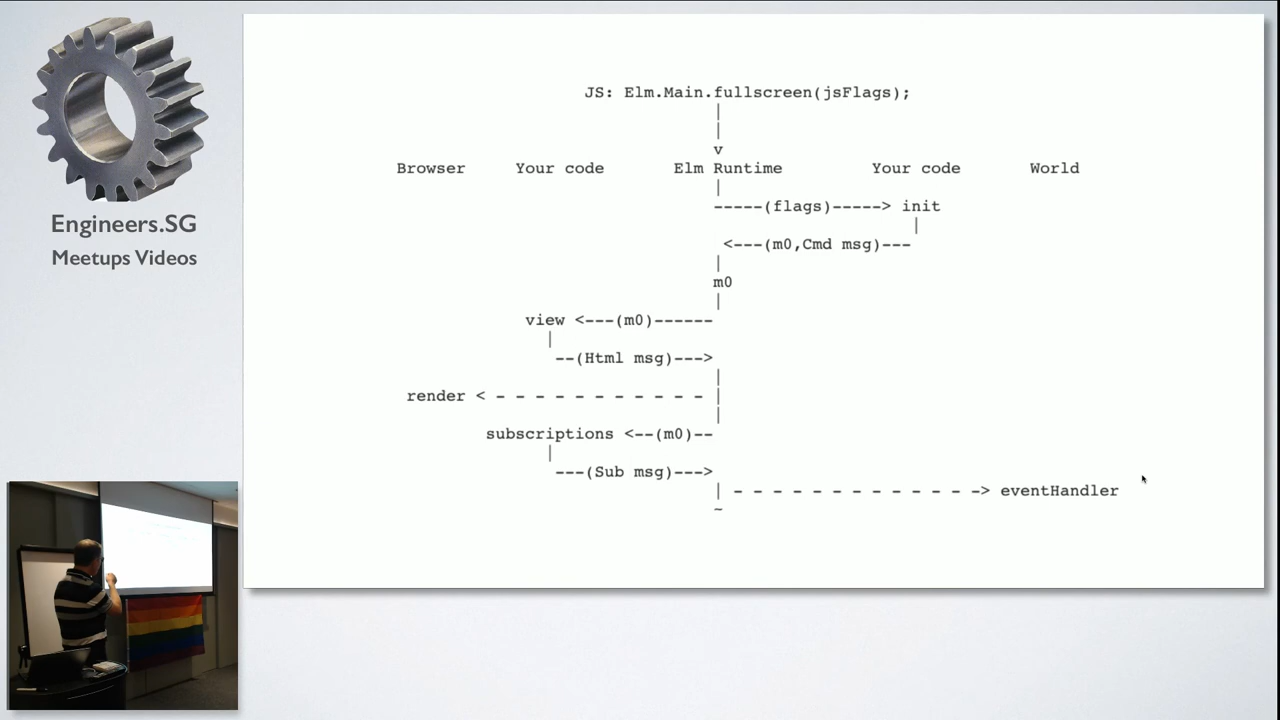 Engineers.SG
Meetups Videos
JS: Elm.Main.fullscreen(jsFlags);
|
|
v
Browser Your code Elm Runtime Your code World
|
-----(flags)-----> init
|
<---(m0,Cmd msg)---
|
m0
|
view <---(m0)------
|
--(Html msg)--->
|
render < - - - - - - - - - - - |
|
subscriptions <--(m0)--
|
---(Sub msg)--->
| - - - - - - - - - - - - -> eventHandler
~